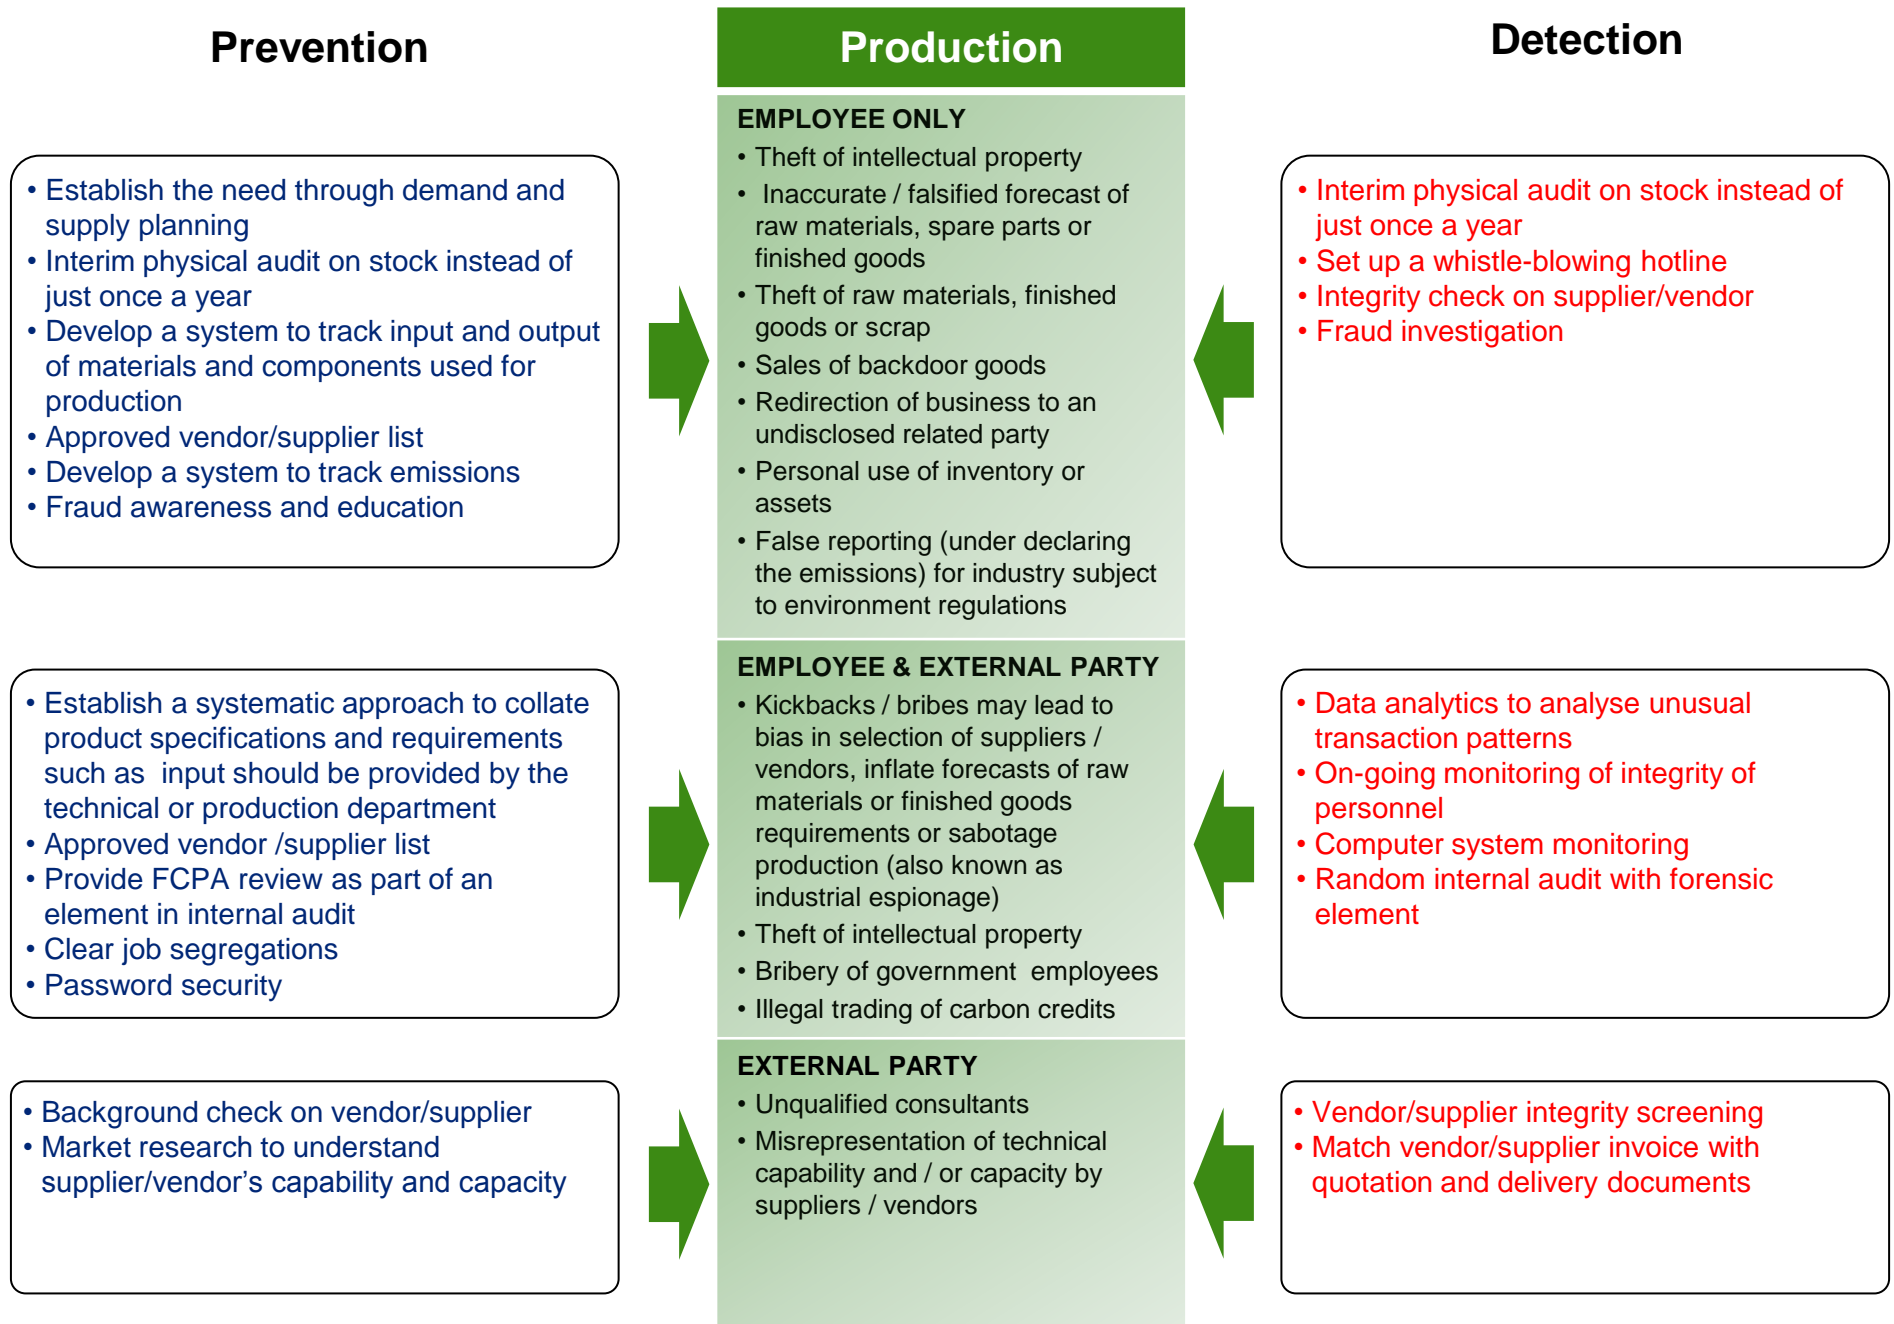 Prevention
• Establish the need through demand and
supply planning
• Interim physical audit on stock instead of
just once a year
• Develop a system to track input and output
of materials and components used for
production
• Approved vendor/supplier list
• Develop a system to track emissions
• Fraud awareness and education
• Establish a systematic approach to collate
product specifications and requirements
such as  input should be provided by the
technical or production department
• Approved vendor /supplier list
• Provide FCPA review as part of an
element in internal audit
• Clear job segregations
• Password security
• Background check on vendor/supplier
• Market research to understand
supplier/vendor’s capability and capacity
Production
EMPLOYEE ONLY
• Theft of intellectual property
• Inaccurate / falsified forecast of
raw materials, spare parts or
finished goods
• Theft of raw materials, finished
goods or scrap
• Sales of backdoor goods
• Redirection of business to an
undisclosed related party
• Personal use of inventory or
assets
• False reporting (under declaring
the emissions) for industry subject
to environment regulations
EMPLOYEE & EXTERNAL PARTY
• Kickbacks / bribes may lead to
bias in selection of suppliers /
vendors, inflate forecasts of raw
materials or finished goods
requirements or sabotage
production (also known as
industrial espionage)
• Theft of intellectual property
• Bribery of government  employees
• Illegal trading of carbon credits
EXTERNAL PARTY
• Unqualified consultants
• Misrepresentation of technical
capability and / or capacity by
suppliers / vendors
Detection
• Interim physical audit on stock instead of
just once a year
• Set up a whistle-blowing hotline
• Integrity check on supplier/vendor
• Fraud investigation
• Data analytics to analyse unusual
transaction patterns
• On-going monitoring of integrity of
personnel
• Computer system monitoring
• Random internal audit with forensic
element
• Vendor/supplier integrity screening
• Match vendor/supplier invoice with
quotation and delivery documents